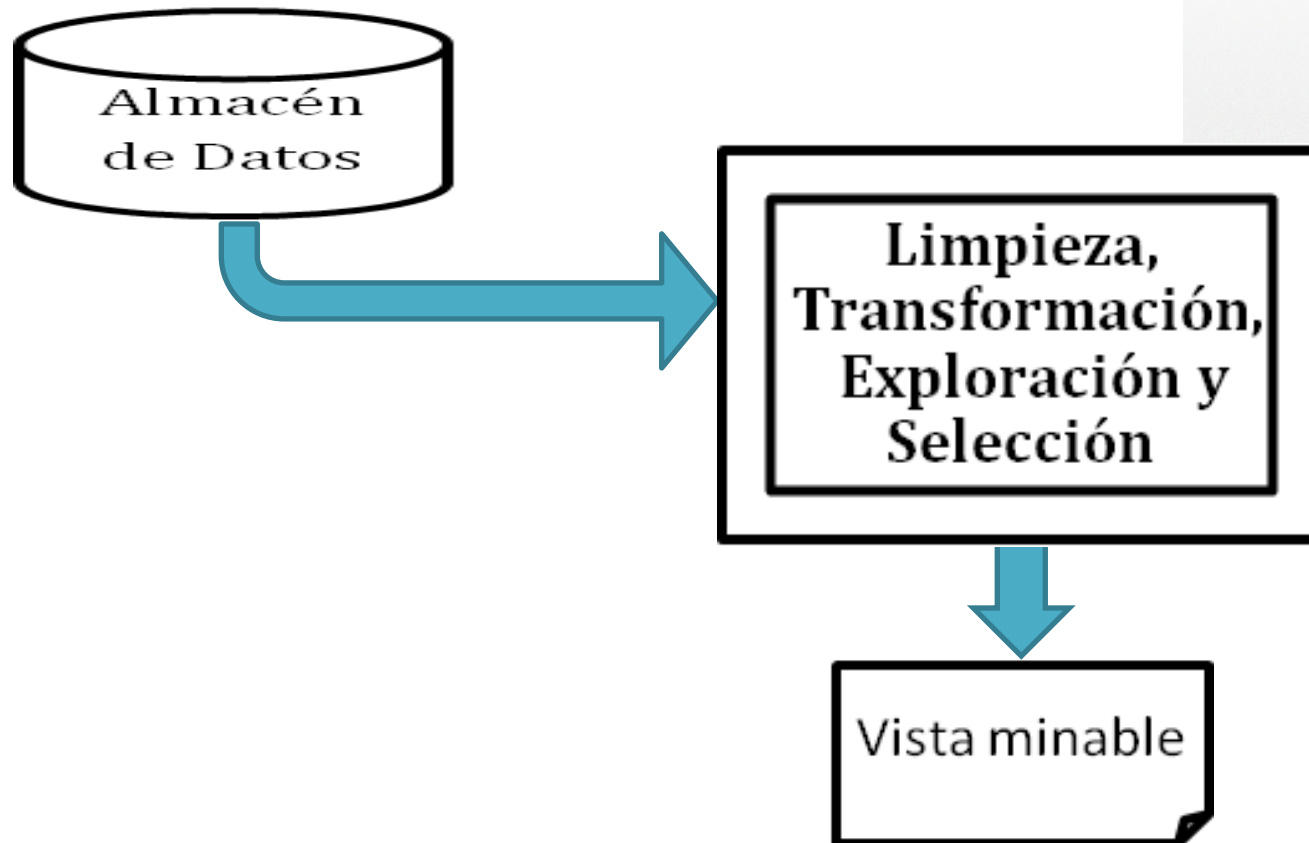 Almacén
de Datos
Limpieza,
Transformación,
Exploración y
Selección
Vista minable